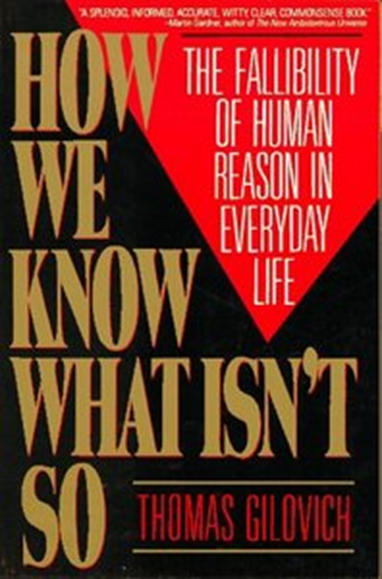 "A SPLENDID, INFORMED, ACCURATE, WITTY, CLEAR, COMMONSENSE BOOK."
—Martin Gardner, author of The New Ambidextrous Universe
HOW
WE
KNOW
WHAT ISN'T
SO
THE FALLIBILITY
OF HUMAN
REASON IN
EVERYDAY
LIFE
THOMAS GILOVICH